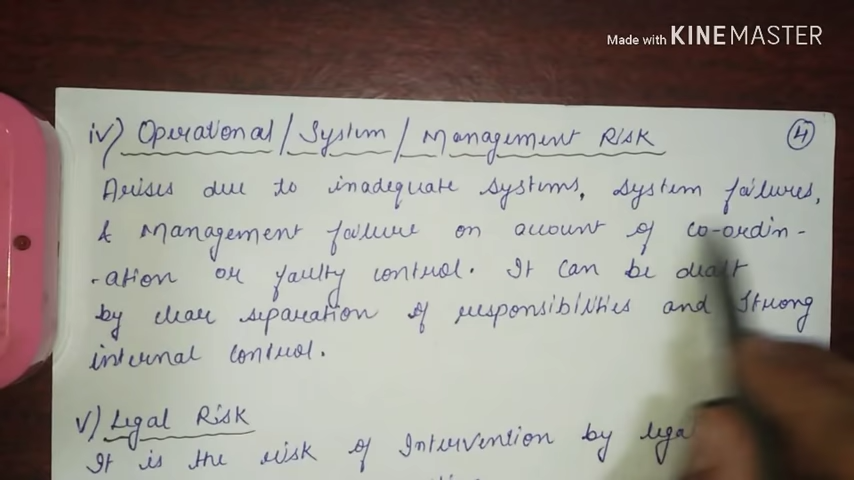 Made with KINEMASTER
iv) Operational / System / Management Risk
4
Arises due to inadequate systems, system failures,
& Management failure on account of co-ordin-
-ation or faulty control. It can be dealt
by clear separation of responsibilities and strong
internal control.
v) Legal Risk
It is the risk of Intervention by